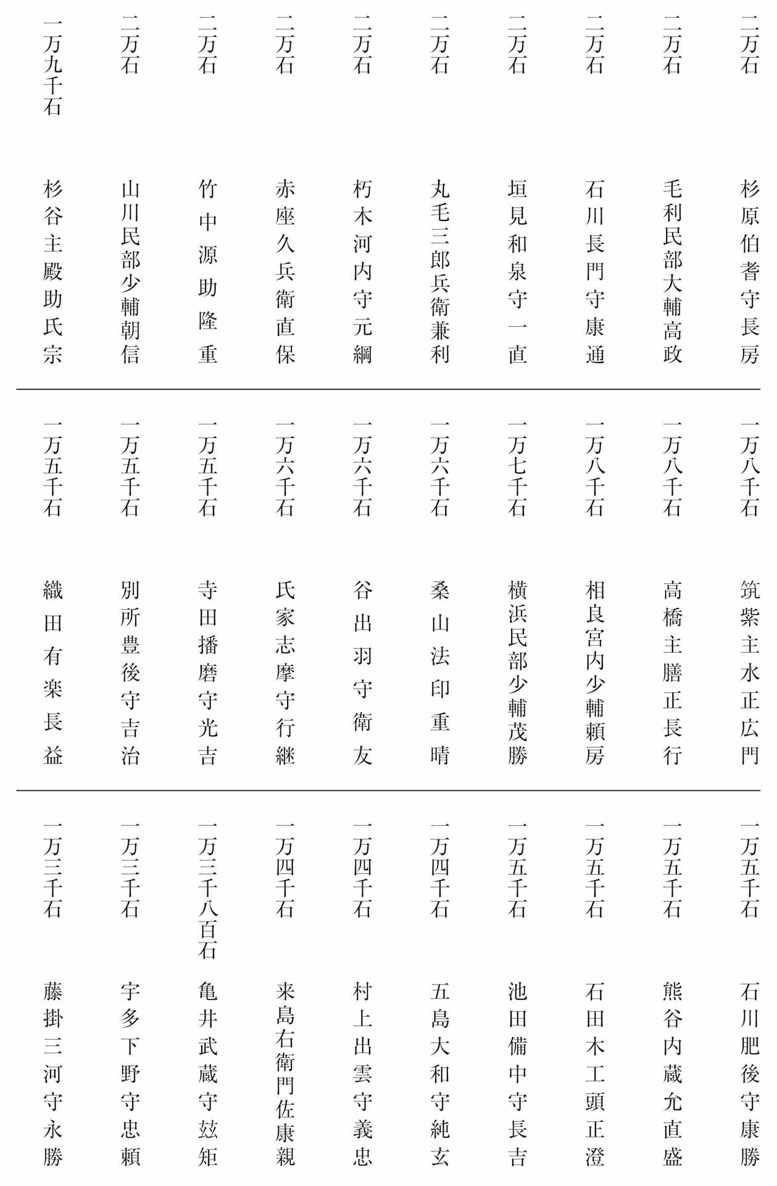 二万石　杉原伯耆守長房
二万石　毛利民部大輔高政
二万石　石川長門守康通
二万石　垣見和泉守一直
二万石　丸毛三郎兵衛兼利
二万石　朽木河内守元綱
二万石　赤座久兵衛直保
二万石　竹中源助隆重
二万石　山川民部少輔朝信
一万九千石　杉谷主殿助氏宗
一万八千石　筑紫主水正広門
一万八千石　高橋主膳正長行
一万八千石　相良宮内少輔頼房
一万七千石　横浜民部少輔茂勝
一万六千石　桑山法印重晴
一万六千石　谷出羽守衛友
一万六千石　氏家志摩守行継
一万五千石　寺田播磨守光吉
一万五千石　別所豊後守吉治
一万五千石　織田有楽長益
一万五千石　石川肥後守康勝
一万五千石　熊谷内蔵允直盛
一万五千石　石田木工頭正澄
一万五千石　池田備中守長吉
一万四千石　五島大和守純玄
一万四千石　村上出雲守義忠
一万四千石　来島右衛門佐康親
一万三千八百石　亀井武蔵守玆矩
一万三千石　宇多下野守忠頼
一万三千石　藤掛三河守永勝